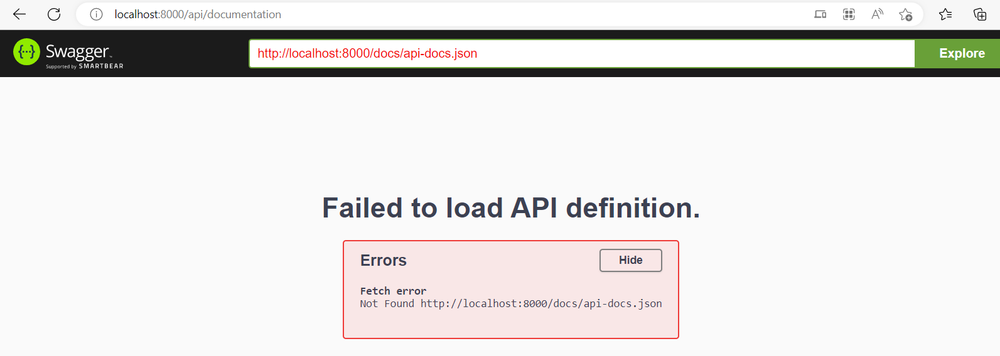 localhost:8000/api/documentation
Swagger
Supported by SMARTBEAR
http://localhost:8000/docs/api-docs.json
Explore
Failed to load API definition.
Errors
Hide
Fetch error
Not Found http://localhost:8000/docs/api-docs.json